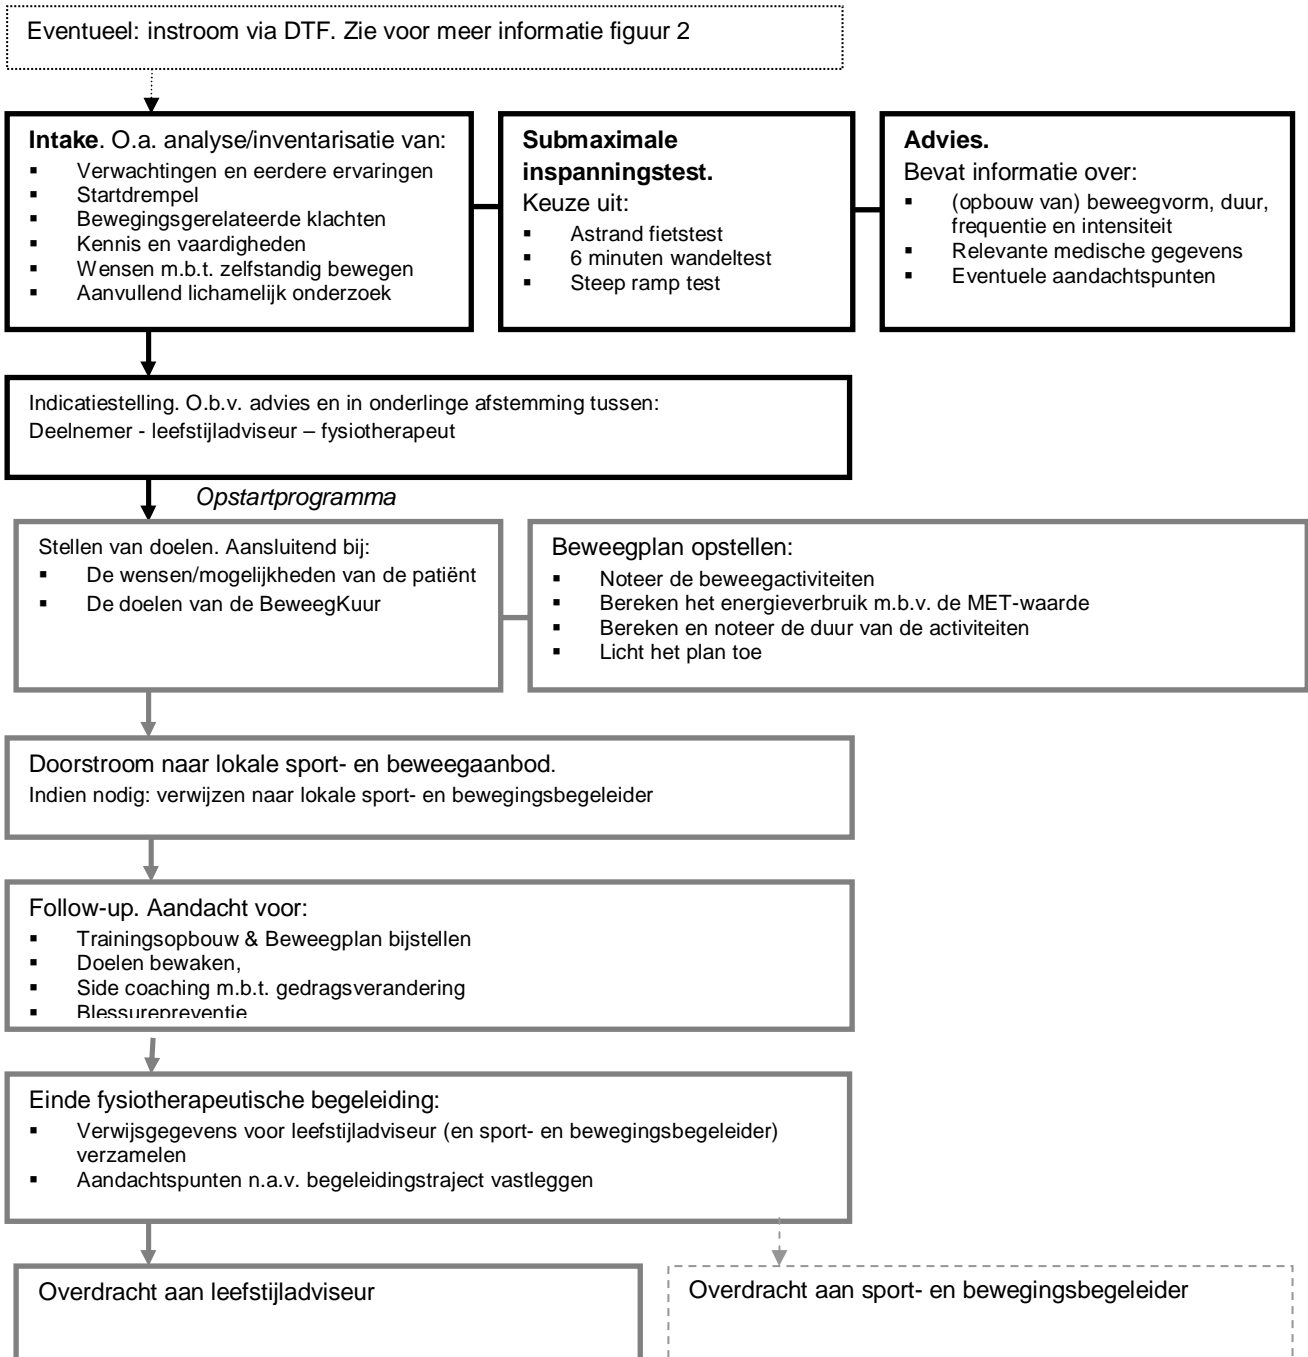 Eventueel: instroom via DTF. Zie voor meer informatie figuur 2
Intake. O.a. analyse/inventarisatie van:
▪ Verwachtingen en eerdere ervaringen
▪ Startdrempel
▪ Bewegingsgerelateerde klachten
▪ Kennis en vaardigheden
▪ Wensen m.b.t. zelfstandig bewegen
▪ Aanvullend lichamelijk onderzoek
Submaximale
inspanningstest.
Keuze uit:
▪ Astrand fietstest
▪ 6 minuten wandeltest
▪ Steep ramp test
Advies.
Bevat informatie over:
▪ (opbouw van) beweegvorm, duur,
frequentie en intensiteit
▪ Relevante medische gegevens
▪ Eventuele aandachtspunten
Indicatiestelling. O.b.v. advies en in onderlinge afstemming tussen:
Deelnemer - leefstijladviseur – fysiotherapeut
Opstartprogramma
Stellen van doelen. Aansluitend bij:
▪ De wensen/mogelijkheden van de patiënt
▪ De doelen van de BeweegKuur
Beweegplan opstellen:
▪ Noteer de beweegactiviteiten
▪ Bereken het energieverbruik m.b.v. de MET-waarde
▪ Bereken en noteer de duur van de activiteiten
▪ Licht het plan toe
Doorstroom naar lokale sport- en beweegaanbod.
Indien nodig: verwijzen naar lokale sport- en bewegingsbegeleider
Follow-up. Aandacht voor:
▪ Trainingsopbouw & Beweegplan bijstellen
▪ Doelen bewaken,
▪ Side coaching m.b.t. gedragsverandering
▪ Blessurepreventie
Einde fysiotherapeutische begeleiding:
▪ Verwijsgegevens voor leefstijladviseur (en sport- en bewegingsbegeleider)
verzamelen
▪ Aandachtspunten n.a.v. begeleidingstraject vastleggen
Overdracht aan leefstijladviseur
Overdracht aan sport- en bewegingsbegeleider